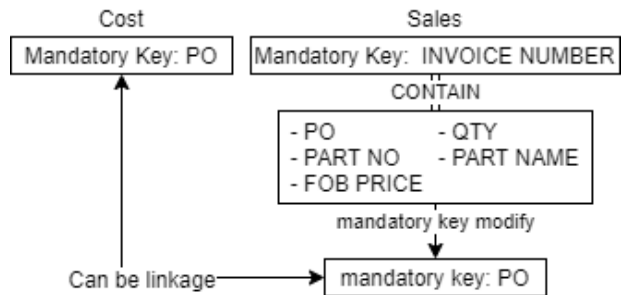 Cost
Sales
Mandatory Key: PO
Mandatory Key: INVOICE NUMBER
CONTAIN
- PO - QTY
- PART NO - PART NAME
- FOB PRICE
mandatory key modify
Can be linkage
mandatory key: PO